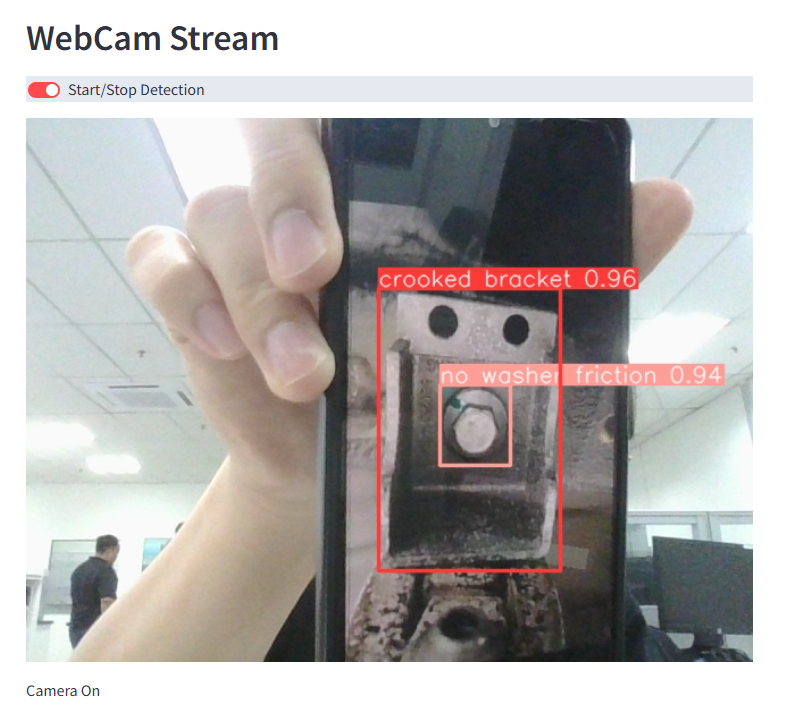 WebCam Stream
Start/Stop Detection
crooked bracket 0.96
no washer friction 0.94
Camera On